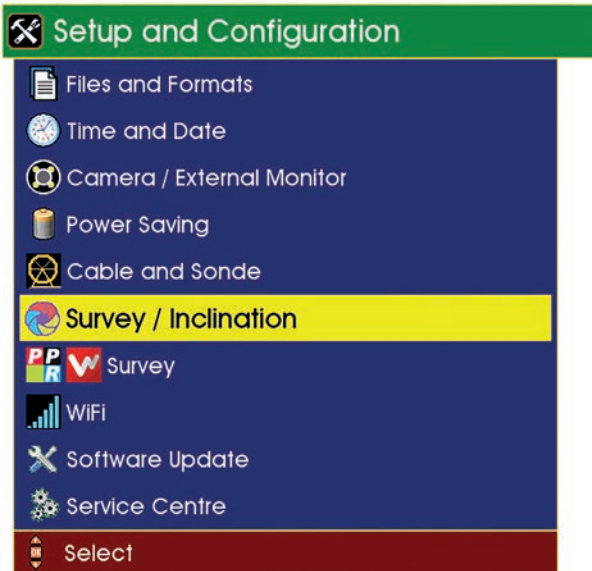 Setup and Configuration
Files and Formats
Time and Date
Camera / External Monitor
Power Saving
Cable and Sonde
Survey / Inclination
PPR W Survey
WiFi
Software Update
Service Centre
OK Select